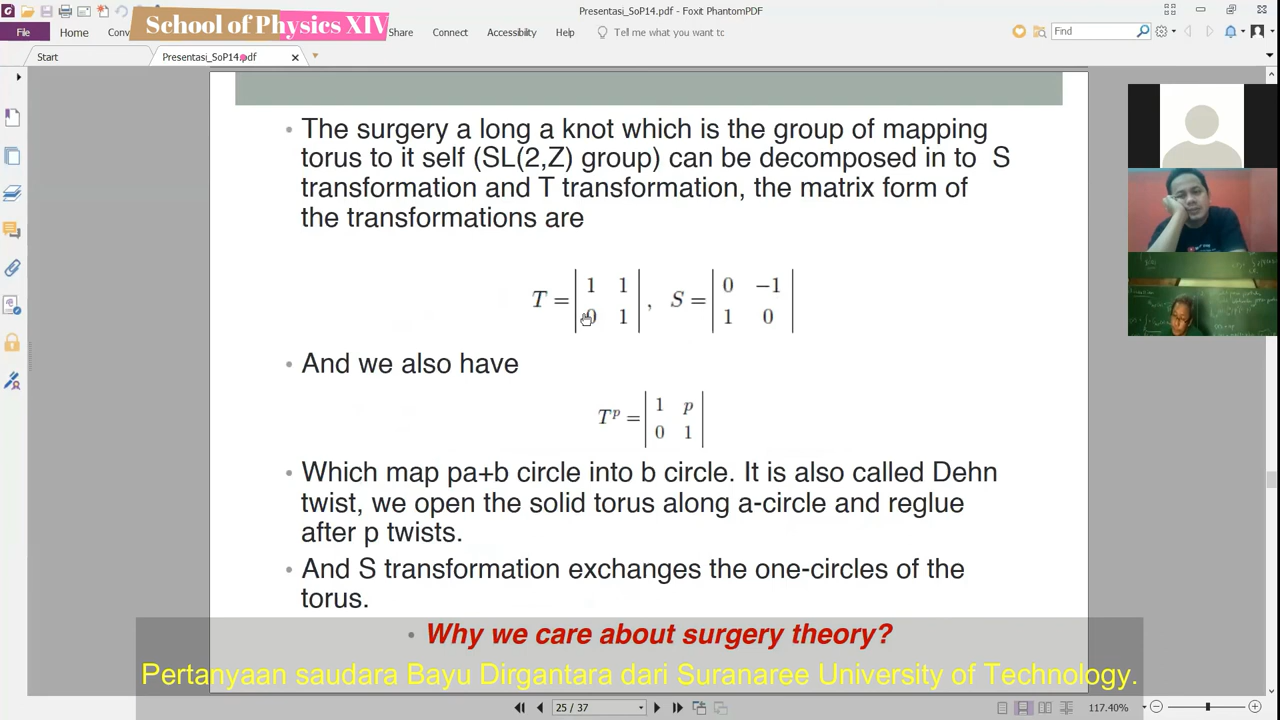 Presentasi_SoP14.pdf - Foxit PhantomPDF
School of Physics XIV
File Home Conv Share Connect Accessibility Help Tell me what you want to do Find
Start Presentasi_SoP14.pdf
• The surgery a long a knot which is the group of mapping
torus to it self (SL(2,Z) group) can be decomposed in to S
transformation and T transformation, the matrix form of
the transformations are
T = | 1 1 | , S = | 0 −1 |
| 0 1 | | 1 0 |
• And we also have
T^p = | 1 p |
| 0 1 |
• Which map pa+b circle into b circle. It is also called Dehn
twist, we open the solid torus along a-circle and reglue
after p twists.
• And S transformation exchanges the one-circles of the
torus.
• Why we care about surgery theory?
Pertanyaan saudara Bayu Dirgantara dari Suranaree University of Technology.
25 / 37
117.40%